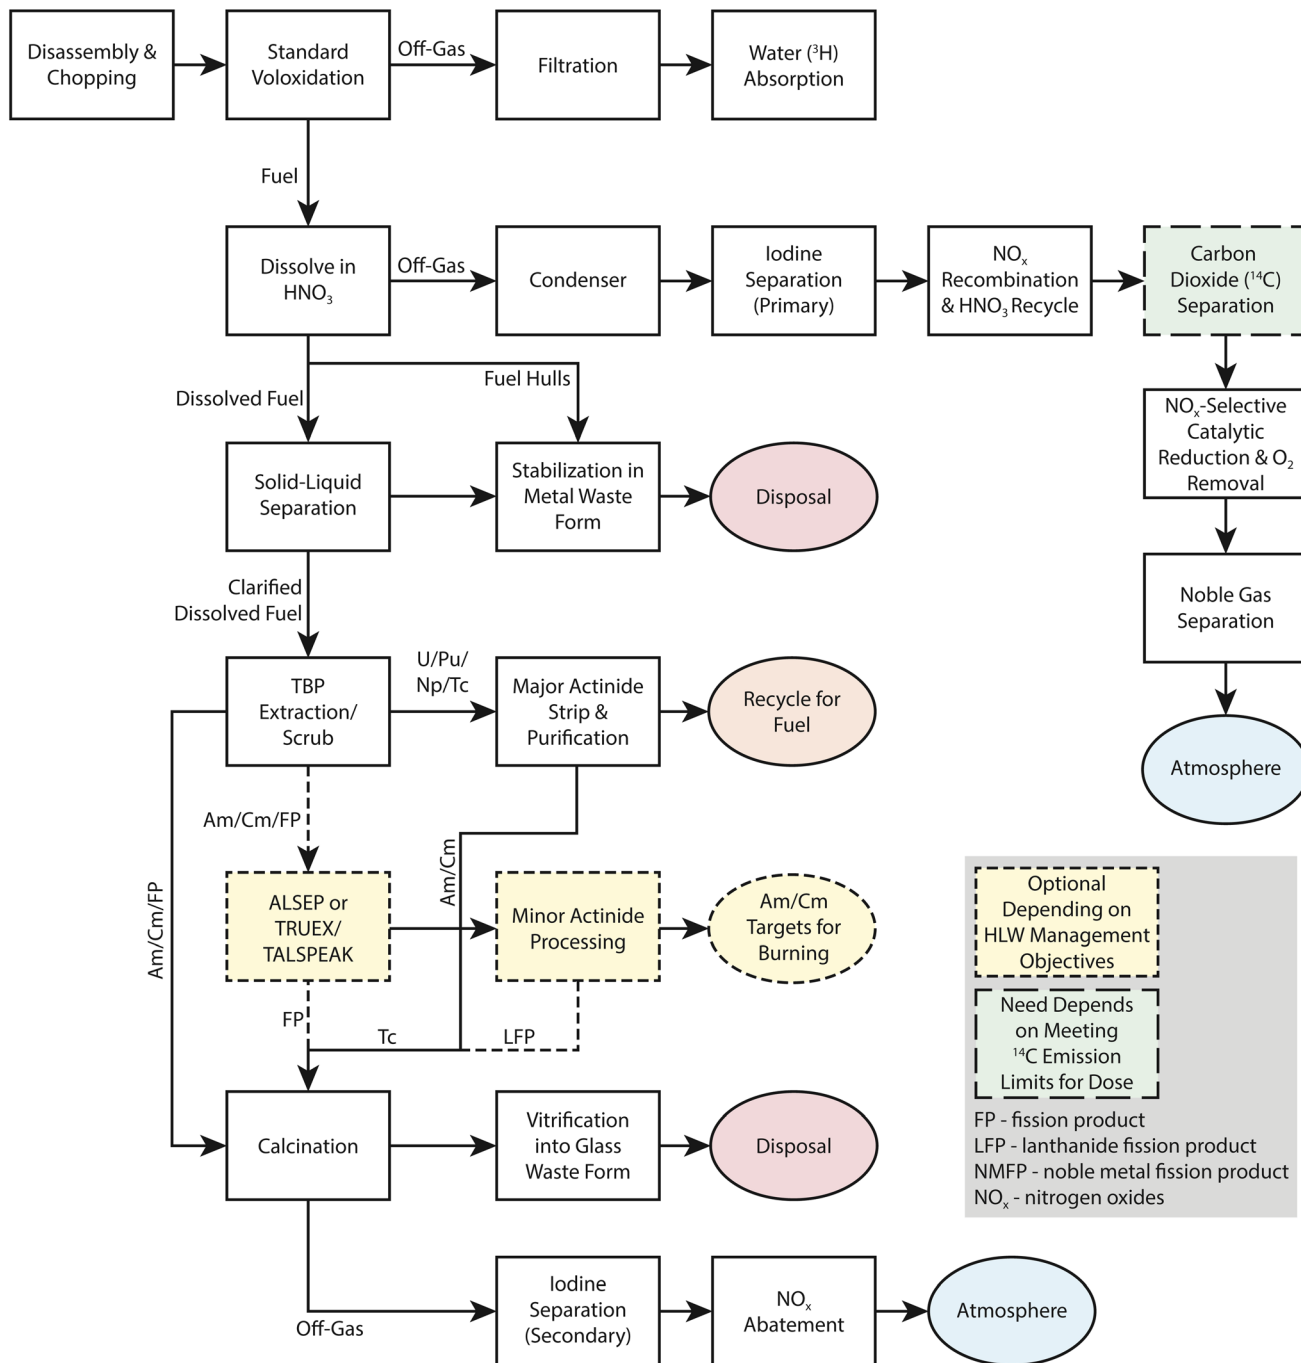 Disassembly &
Chopping
Standard
Voloxidation
Off-Gas
Filtration
Water (³H)
Absorption
Fuel
Dissolve in
HNO₃
Off-Gas
Condenser
Iodine
Separation
(Primary)
NOₓ
Recombination
& HNO₃ Recycle
Carbon
Dioxide (¹⁴C)
Separation
Dissolved Fuel
Fuel Hulls
NOₓ-Selective
Catalytic
Reduction & O₂
Removal
Solid-Liquid
Separation
Stabilization in
Metal Waste
Form
Disposal
Noble Gas
Separation
Clarified
Dissolved Fuel
TBP
Extraction/
Scrub
U/Pu/
Np/Tc
Major Actinide
Strip &
Purification
Recycle for
Fuel
Atmosphere
Am/Cm/FP
Am/Cm/FP
Am/Cm
ALSEP or
TRUEX/
TALSPEAK
Minor Actinide
Processing
Am/Cm
Targets for
Burning
FP
Tc
LFP
Calcination
Vitrification
into Glass
Waste Form
Disposal
Off-Gas
Iodine
Separation
(Secondary)
NOₓ
Abatement
Atmosphere
Optional
Depending on
HLW Management
Objectives
Need Depends
on Meeting
¹⁴C Emission
Limits for Dose
FP - fission product
LFP - lanthanide fission product
NMFP - noble metal fission product
NOₓ - nitrogen oxides